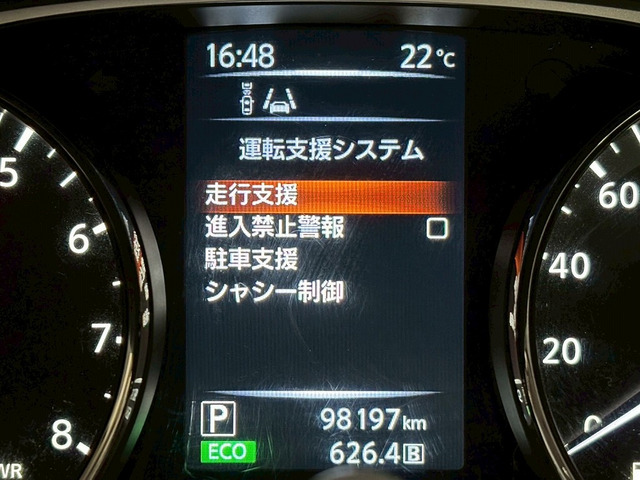 16:48 22℃
運転支援システム
走行支援
進入禁止警報
駐車支援
シャシー制御
P 98197km
ECO 626.4 B
5
6
7
8
60
40
20
0